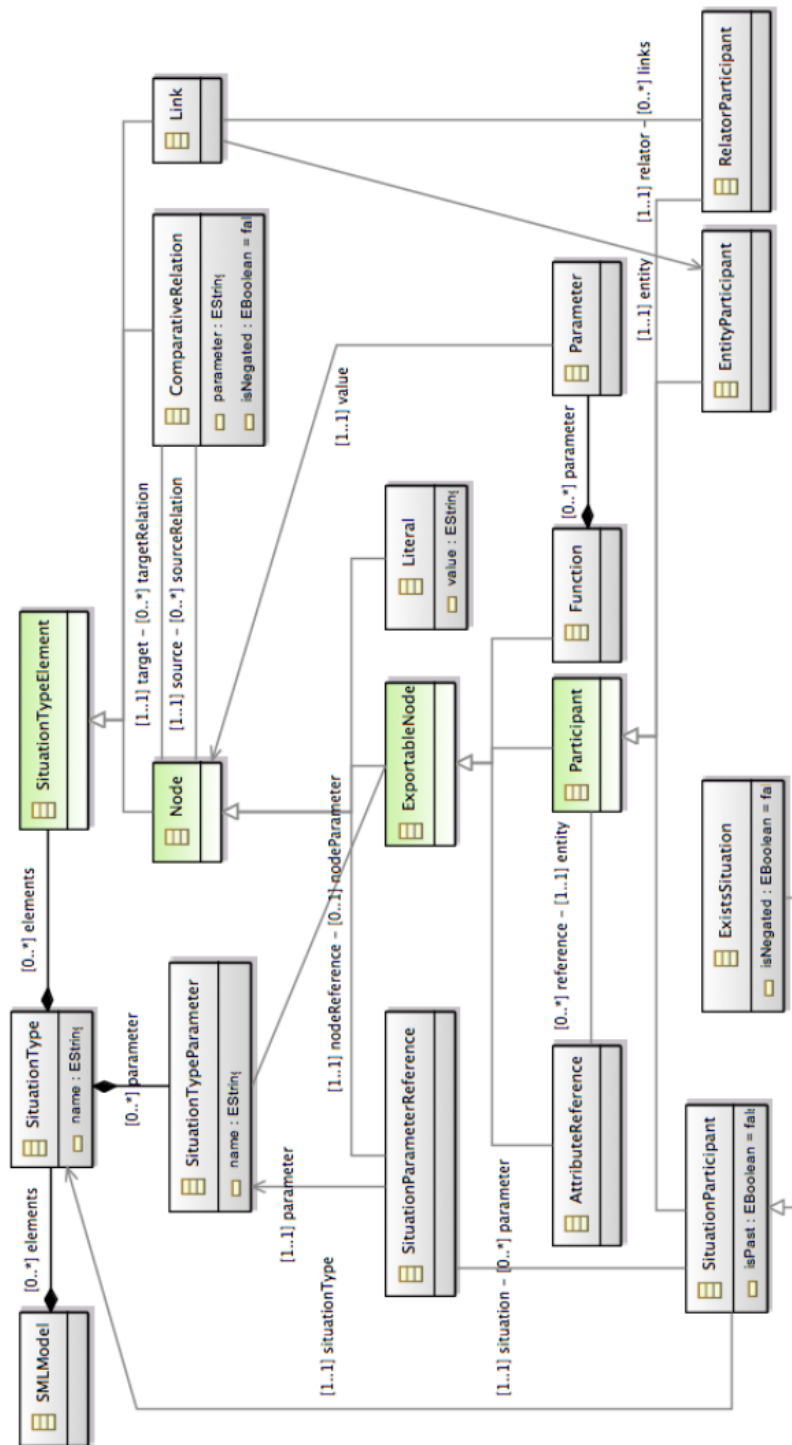 SMLModel
[0..*] elements
SituationType
name : EString
[0..*] elements
SituationTypeElement
[0..*] parameter
SituationTypeParameter
name : EString
Node
[1..1] target – [0..*] targetRelation
[1..1] source – [0..*] sourceRelation
ComparativeRelation
parameter : EString
isNegated : EBoolean = fal
Link
[1..1] parameter
[1..1] nodeReference – [0..1] nodeParameter
[1..1] value
[1..1] situationType
SituationParameterReference
ExportableNode
Literal
value : EString
[1..1] situation – [0..*] parameter
AttributeReference
[0..*] reference – [1..1] entity
Participant
Function
[0..*] parameter
Parameter
[1..1] entity
[1..1] relator – [0..*] links
SituationParticipant
isPast : EBoolean = fals
ExistsSituation
isNegated : EBoolean = fa
EntityParticipant
RelatorParticipant